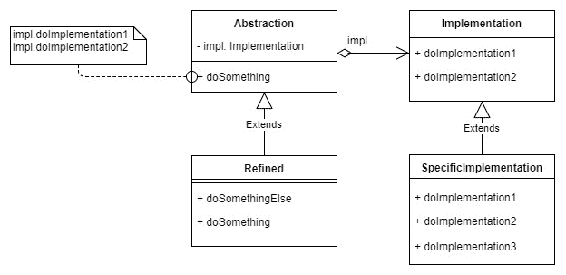 impl.doImplementation1
impl.doImplementation2
Abstraction
- impl. Implementation
+ doSomething
impl
Implementation
+ doImplementation1
+ doImplementation2
Extends
Extends
Refined
+ doSomethingElse
+ doSomething
SpecificImplementation
+ doImplementation1
+ doImplementation2
+ doImplementation3